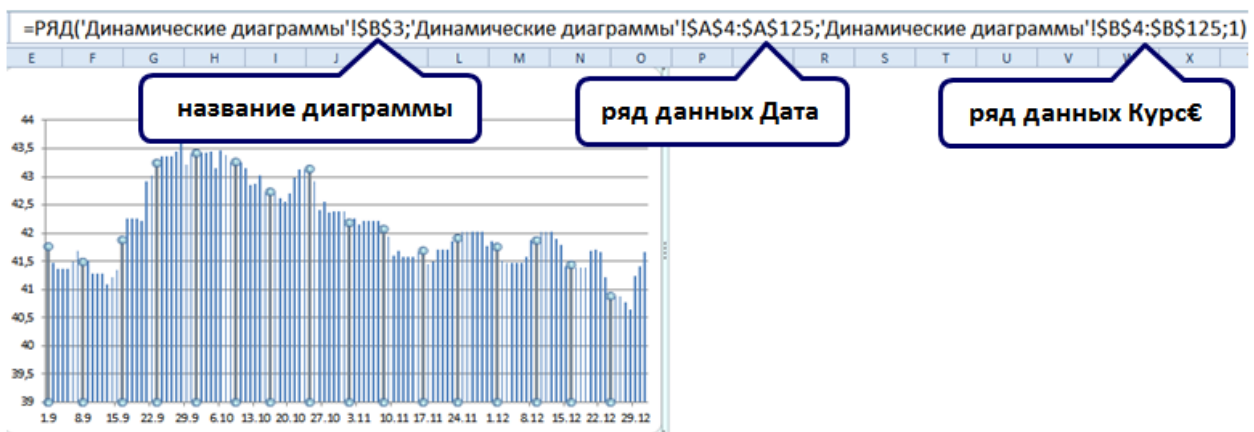 =РЯД('Динамические диаграммы'!$B$3;'Динамические диаграммы'!$A$4:$A$125;'Динамические диаграммы'!$B$4:$B$125;1)
E F G H I J L M N O P R S T U V W X
название диаграммы
ряд данных Дата
ряд данных Курс€
44
43,5
43
42,5
42
41,5
41
40,5
40
39,5
39
1.9 8.9 15.9 22.9 29.9 6.10 13.10 20.10 27.10 3.11 10.11 17.11 24.11 1.12 8.12 15.12 22.12 29.12